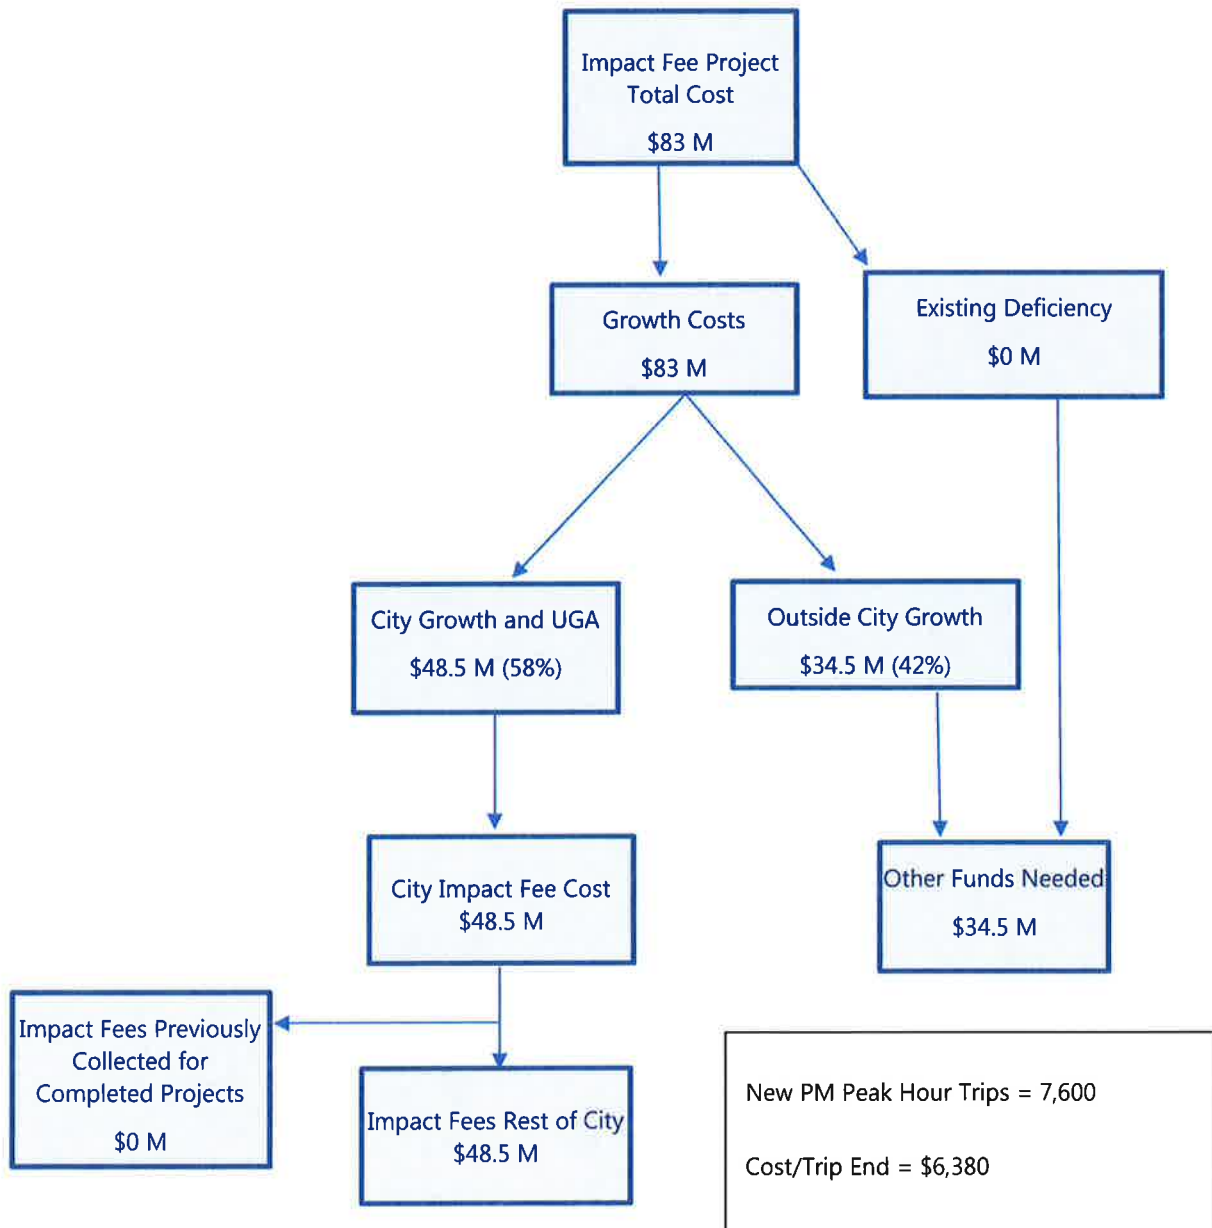 Impact Fee Project
Total Cost
$83 M
Growth Costs
$83 M
Existing Deficiency
$0 M
City Growth and UGA
$48.5 M (58%)
Outside City Growth
$34.5 M (42%)
City Impact Fee Cost
$48.5 M
Other Funds Needed
$34.5 M
Impact Fees Previously
Collected for
Completed Projects
$0 M
Impact Fees Rest of City
$48.5 M
New PM Peak Hour Trips = 7,600
Cost/Trip End = $6,380